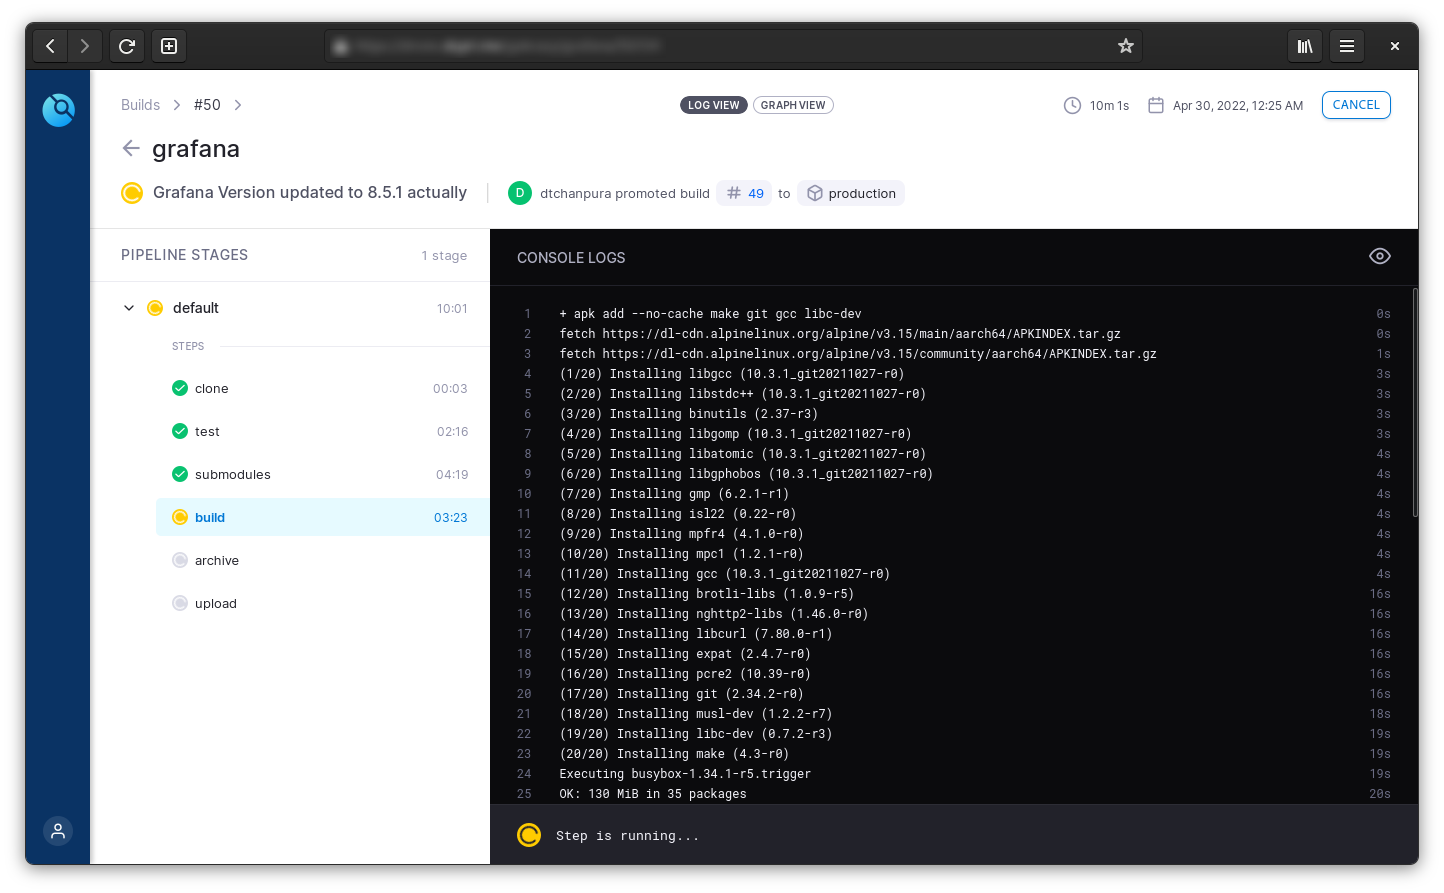 Builds > #50 >
LOG VIEW GRAPH VIEW
10m 1s Apr 30, 2022, 12:25 AM CANCEL
grafana
Grafana Version updated to 8.5.1 actually
D dtchanpura promoted build # 49 to production
PIPELINE STAGES 1 stage
default 10:01
STEPS
clone 00:03
test 02:16
submodules 04:19
build 03:23
archive
upload
CONSOLE LOGS
1 + apk add --no-cache make git gcc libc-dev 0s
2 fetch https://dl-cdn.alpinelinux.org/alpine/v3.15/main/aarch64/APKINDEX.tar.gz 0s
3 fetch https://dl-cdn.alpinelinux.org/alpine/v3.15/community/aarch64/APKINDEX.tar.gz 1s
4 (1/20) Installing libgcc (10.3.1_git20211027-r0) 3s
5 (2/20) Installing libstdc++ (10.3.1_git20211027-r0) 3s
6 (3/20) Installing binutils (2.37-r3) 3s
7 (4/20) Installing libgomp (10.3.1_git20211027-r0) 3s
8 (5/20) Installing libatomic (10.3.1_git20211027-r0) 4s
9 (6/20) Installing libgphobos (10.3.1_git20211027-r0) 4s
10 (7/20) Installing gmp (6.2.1-r1) 4s
11 (8/20) Installing isl22 (0.22-r0) 4s
12 (9/20) Installing mpfr4 (4.1.0-r0) 4s
13 (10/20) Installing mpc1 (1.2.1-r0) 4s
14 (11/20) Installing gcc (10.3.1_git20211027-r0) 4s
15 (12/20) Installing brotli-libs (1.0.9-r5) 16s
16 (13/20) Installing nghttp2-libs (1.46.0-r0) 16s
17 (14/20) Installing libcurl (7.80.0-r1) 16s
18 (15/20) Installing expat (2.4.7-r0) 16s
19 (16/20) Installing pcre2 (10.39-r0) 16s
20 (17/20) Installing git (2.34.2-r0) 16s
21 (18/20) Installing musl-dev (1.2.2-r7) 18s
22 (19/20) Installing libc-dev (0.7.2-r3) 19s
23 (20/20) Installing make (4.3-r0) 19s
24 Executing busybox-1.34.1-r5.trigger 19s
25 OK: 130 MiB in 35 packages 20s
Step is running...